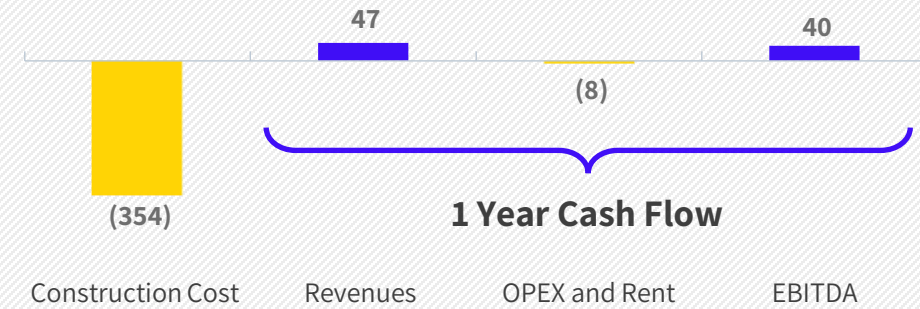 47
40
(8)
(354)
1 Year Cash Flow
Construction Cost
Revenues
OPEX and Rent
EBITDA